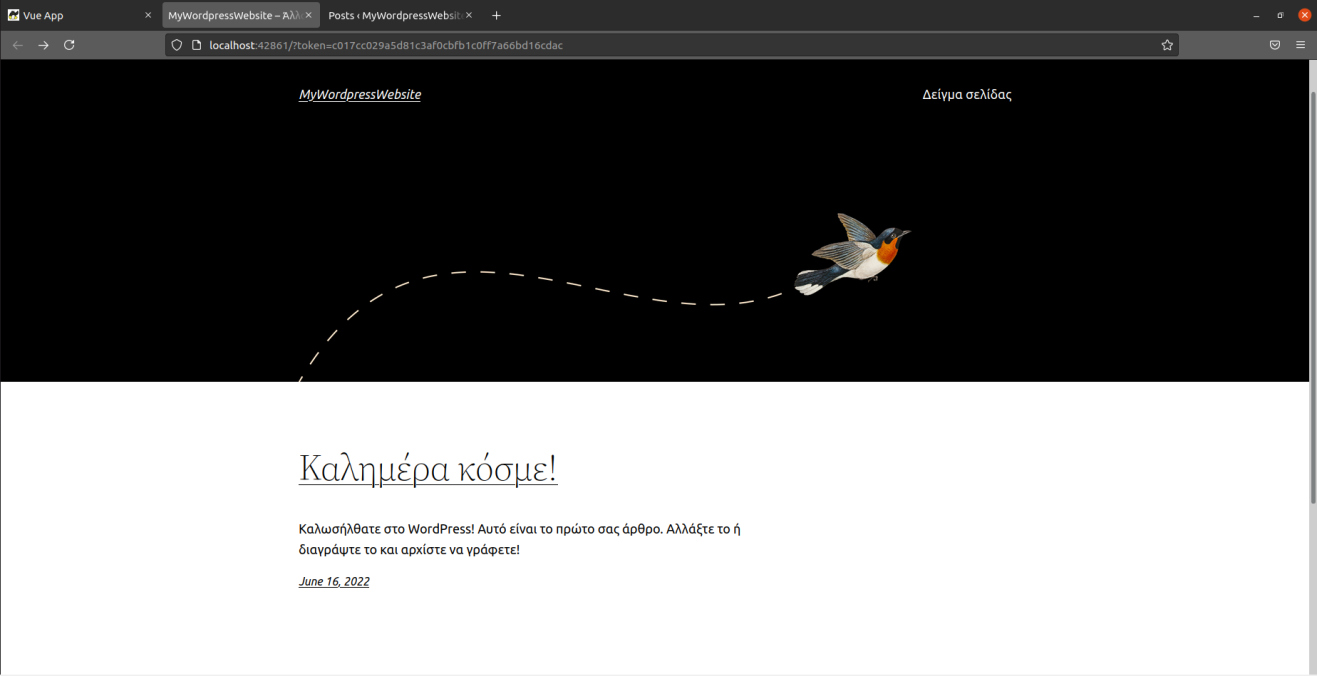 Vue App
MyWordpressWebsite – Άλλ
Posts ‹ MyWordpressWebsit
localhost:42861/?token=c017cc029a5d81c3af0cbfb1c0ff7a66bd16cdac
MyWordpressWebsite
Δείγμα σελίδας
Καλημέρα κόσμε!
Καλωσήλθατε στο WordPress! Αυτό είναι το πρώτο σας άρθρο. Αλλάξτε το ή
διαγράψτε το και αρχίστε να γράφετε!
June 16, 2022